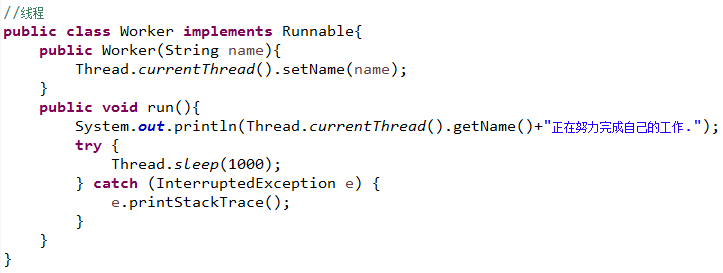 //线程
public class Worker implements Runnable{
    public Worker(String name){
        Thread.currentThread().setName(name);
    }
    public void run(){
        System.out.println(Thread.currentThread().getName()+"正在努力完成自己的工作.");
        try {
            Thread.sleep(1000);
        } catch (InterruptedException e) {
            e.printStackTrace();
        }
    }
}